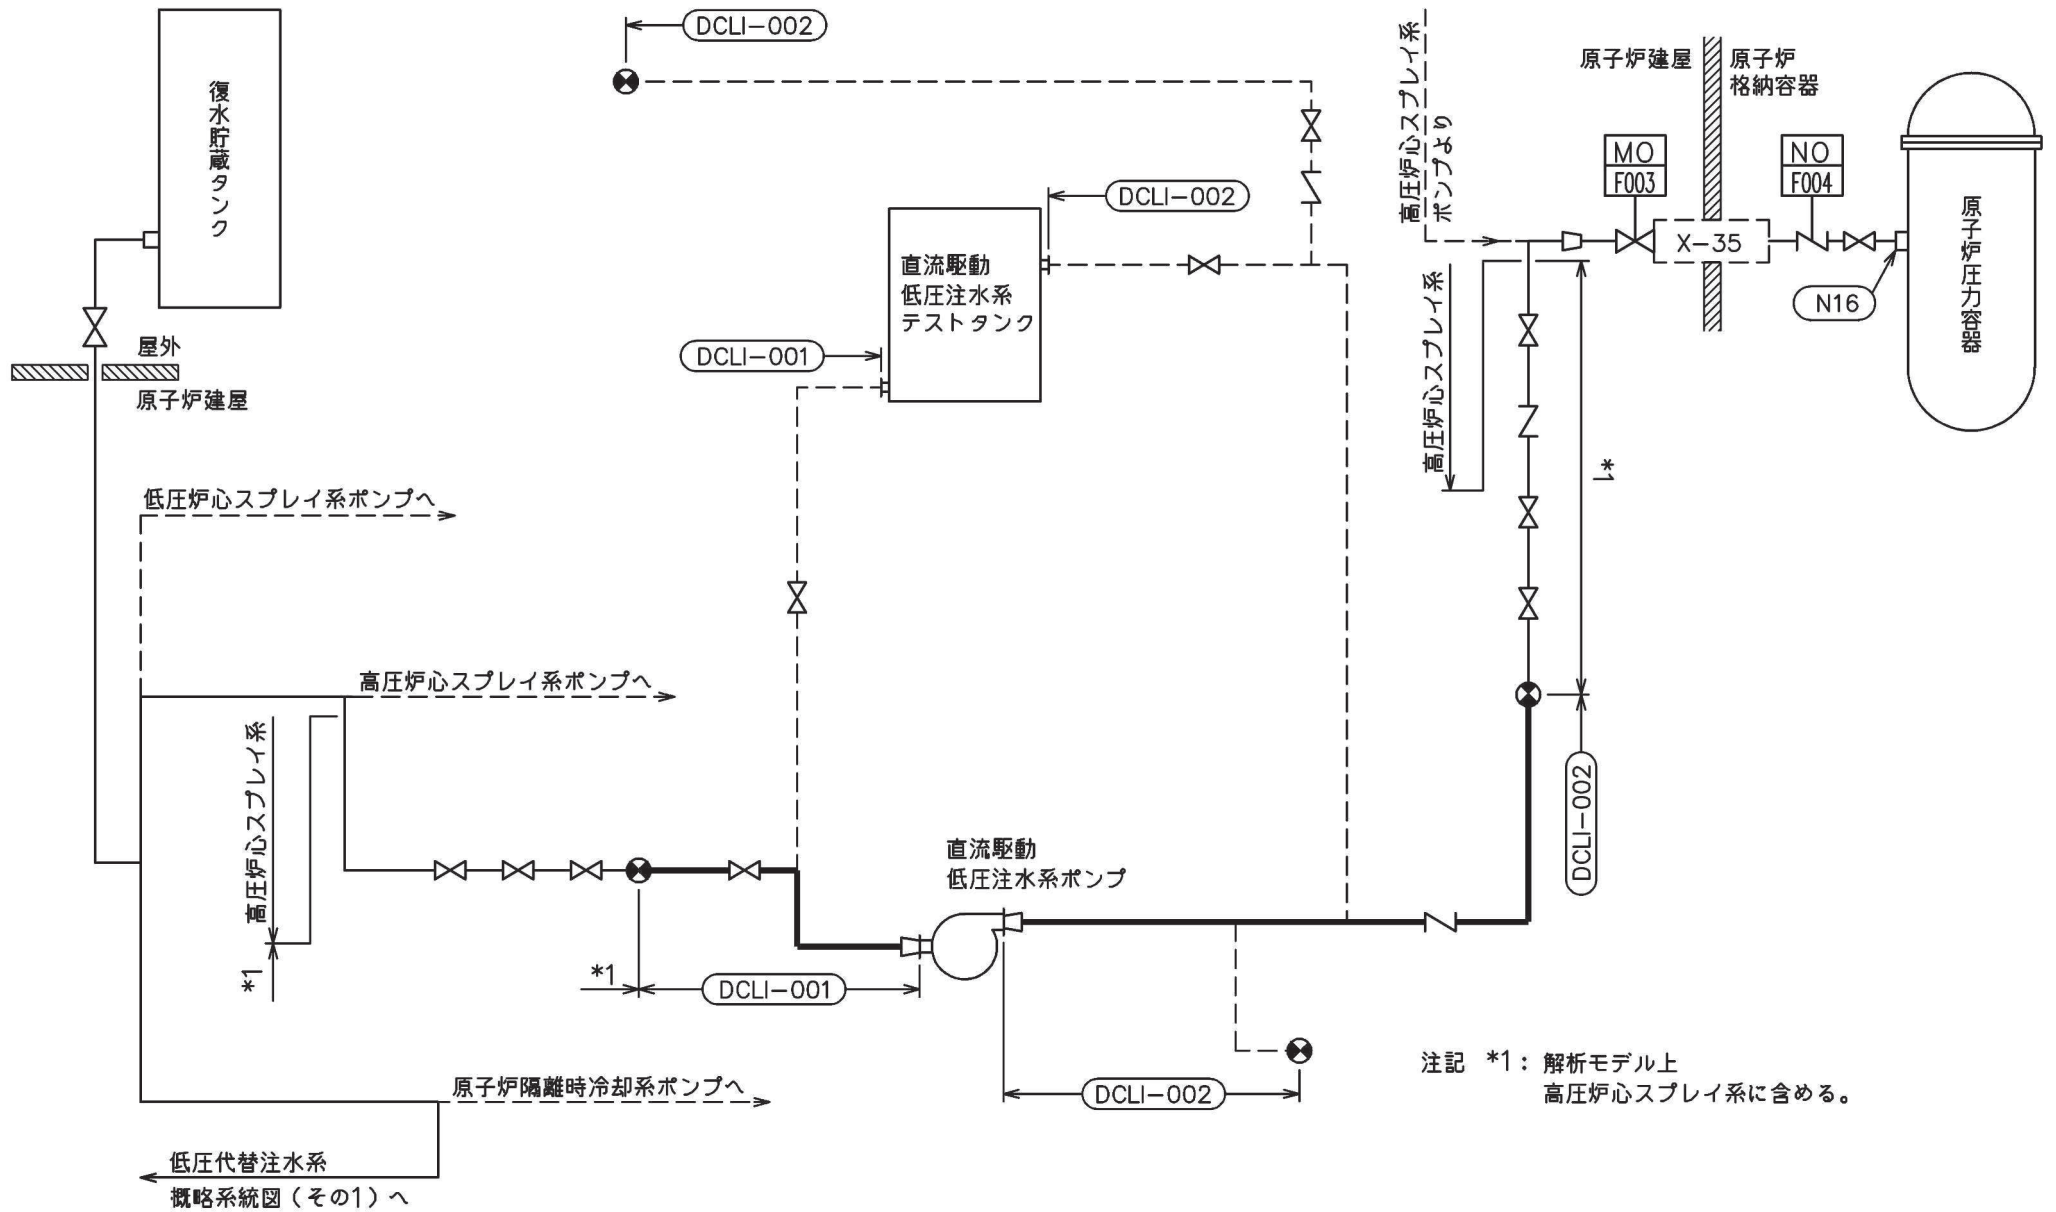 復水貯蔵タンク
屋外
原子炉建屋
DCLI-002
DCLI-002
直流駆動
低圧注水系
テストタンク
DCLI-001
高圧炉心スプレイ系
ポンプより
原子炉建屋
原子炉
格納容器
MO
F003
X-35
NO
F004
N16
原子炉圧力容器
高圧炉心スプレイ系
*1
低圧炉心スプレイ系ポンプへ
高圧炉心スプレイ系ポンプへ
高圧炉心スプレイ系
*1
DCLI-002
直流駆動
低圧注水系ポンプ
*1
DCLI-001
DCLI-002
原子炉隔離時冷却系ポンプへ
低圧代替注水系
概略系統図(その1)へ
注記 *1：解析モデル上
高圧炉心スプレイ系に含める。